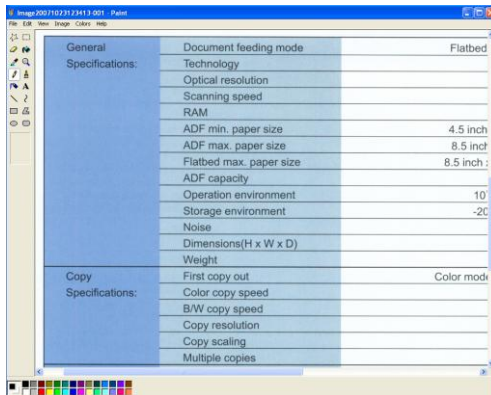 Image20071023123413-001 - Paint
File Edit View Image Colors Help
General Specifications: Document feeding mode Flatbed
Technology
Optical resolution
Scanning speed
RAM
ADF min. paper size 4.5 inch
ADF max. paper size 8.5 inch
Flatbed max. paper size 8.5 inch :
ADF capacity
Operation environment 10
Storage environment -20
Noise
Dimensions(H x W x D)
Weight
Copy Specifications: First copy out Color mode
Color copy speed
B/W copy speed
Copy resolution
Copy scaling
Multiple copies